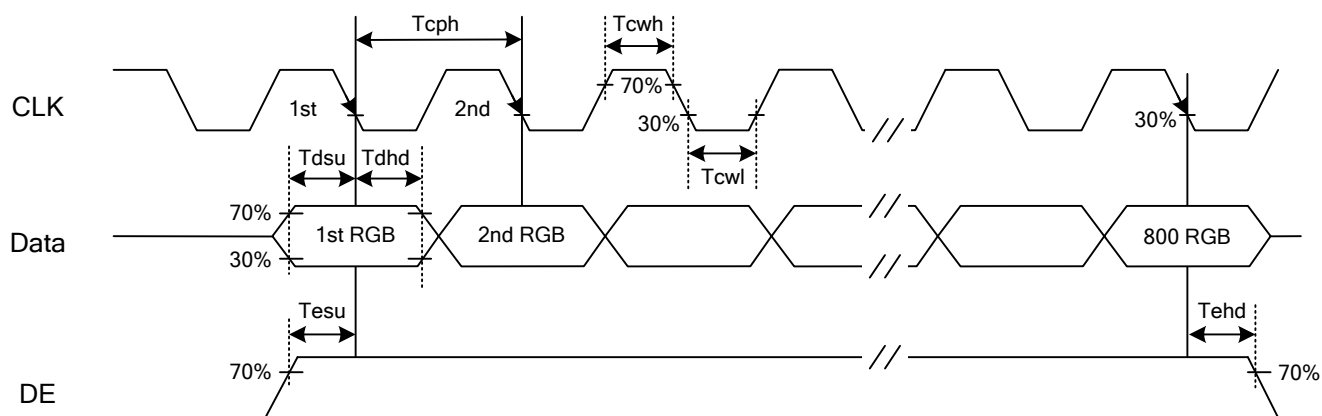 Tcph
Tcwh
CLK
1st
2nd
70%
30%
30%
Tcwl
Tdsu
Tdhd
70%
Data
1st RGB
2nd RGB
800 RGB
30%
Tesu
Tehd
70%
70%
DE